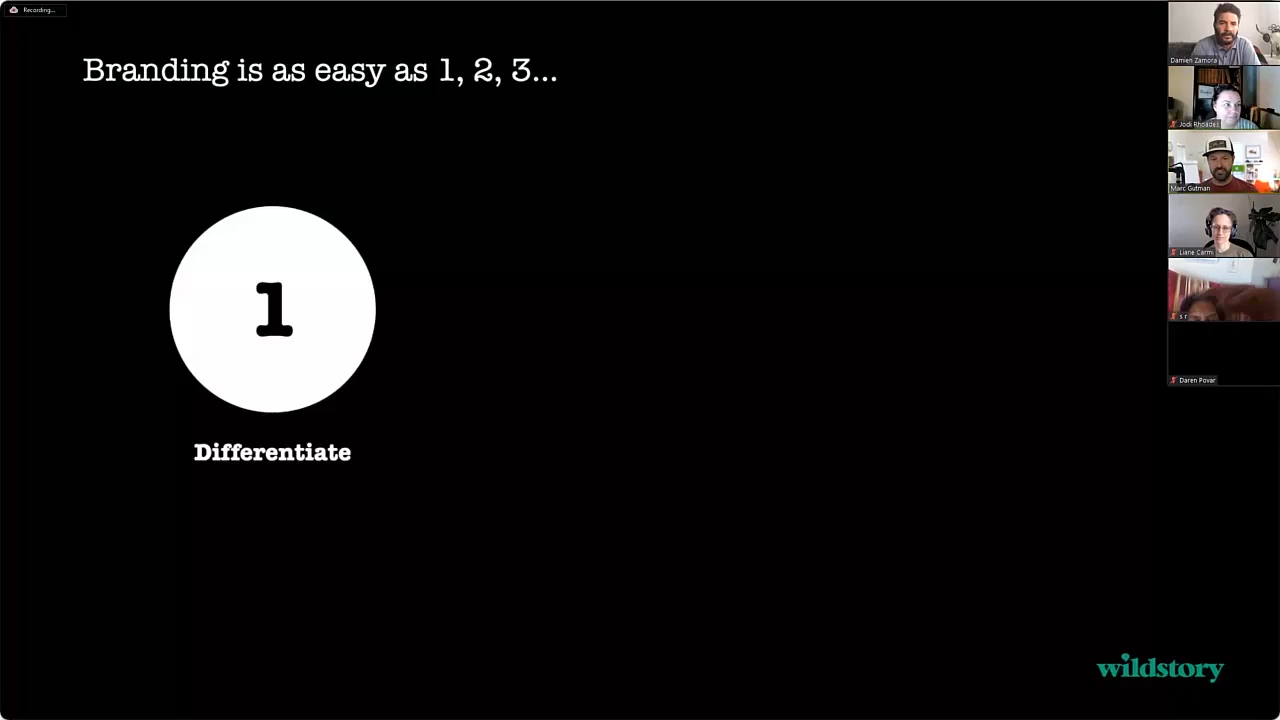 Recording...
Branding is as easy as 1, 2, 3...
1
Differentiate
wildstory
Damien Zamora
Jodi Rhoades
Marc Gutman
Liane Carmi
s r
Daren Povar